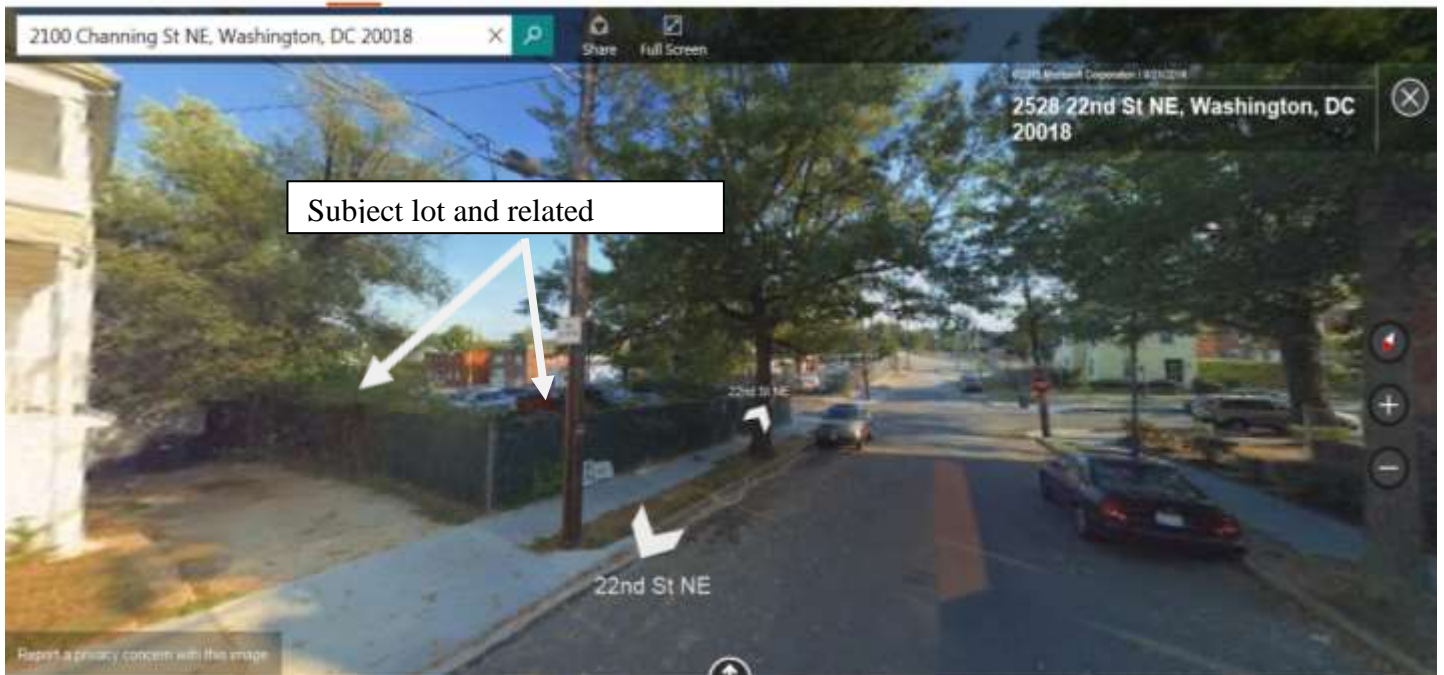 2100 Channing St NE, Washington, DC 20018
Share
Full Screen
2528 22nd St NE, Washington, DC
20018
Subject lot and related
22nd St NE
22nd St NE
Report a privacy concern with this image